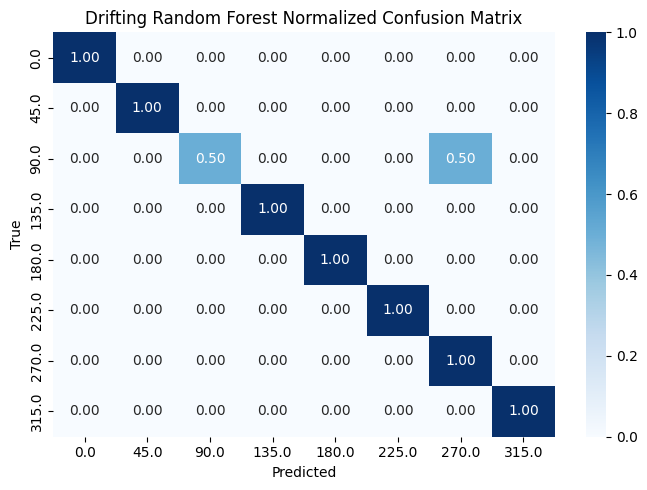 Drifting Random Forest Normalized Confusion Matrix
True
0.0 1.00 0.00 0.00 0.00 0.00 0.00 0.00 0.00
45.0 0.00 1.00 0.00 0.00 0.00 0.00 0.00 0.00
90.0 0.00 0.00 0.50 0.00 0.00 0.00 0.50 0.00
135.0 0.00 0.00 0.00 1.00 0.00 0.00 0.00 0.00
180.0 0.00 0.00 0.00 0.00 1.00 0.00 0.00 0.00
225.0 0.00 0.00 0.00 0.00 0.00 1.00 0.00 0.00
270.0 0.00 0.00 0.00 0.00 0.00 0.00 1.00 0.00
315.0 0.00 0.00 0.00 0.00 0.00 0.00 0.00 1.00
0.0 45.0 90.0 135.0 180.0 225.0 270.0 315.0
Predicted
1.0
0.8
0.6
0.4
0.2
0.0